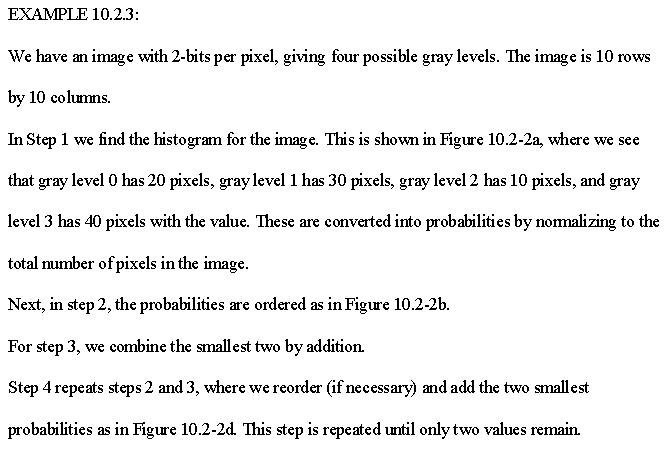 EXAMPLE 10.2.3:
We have an image with 2-bits per pixel, giving four possible gray levels. The image is 10 rows
by 10 columns.
In Step 1 we find the histogram for the image. This is shown in Figure 10.2-2a, where we see
that gray level 0 has 20 pixels, gray level 1 has 30 pixels, gray level 2 has 10 pixels, and gray
level 3 has 40 pixels with the value. These are converted into probabilities by normalizing to the
total number of pixels in the image.
Next, in step 2, the probabilities are ordered as in Figure 10.2-2b.
For step 3, we combine the smallest two by addition.
Step 4 repeats steps 2 and 3, where we reorder (if necessary) and add the two smallest
probabilities as in Figure 10.2-2d. This step is repeated until only two values remain.